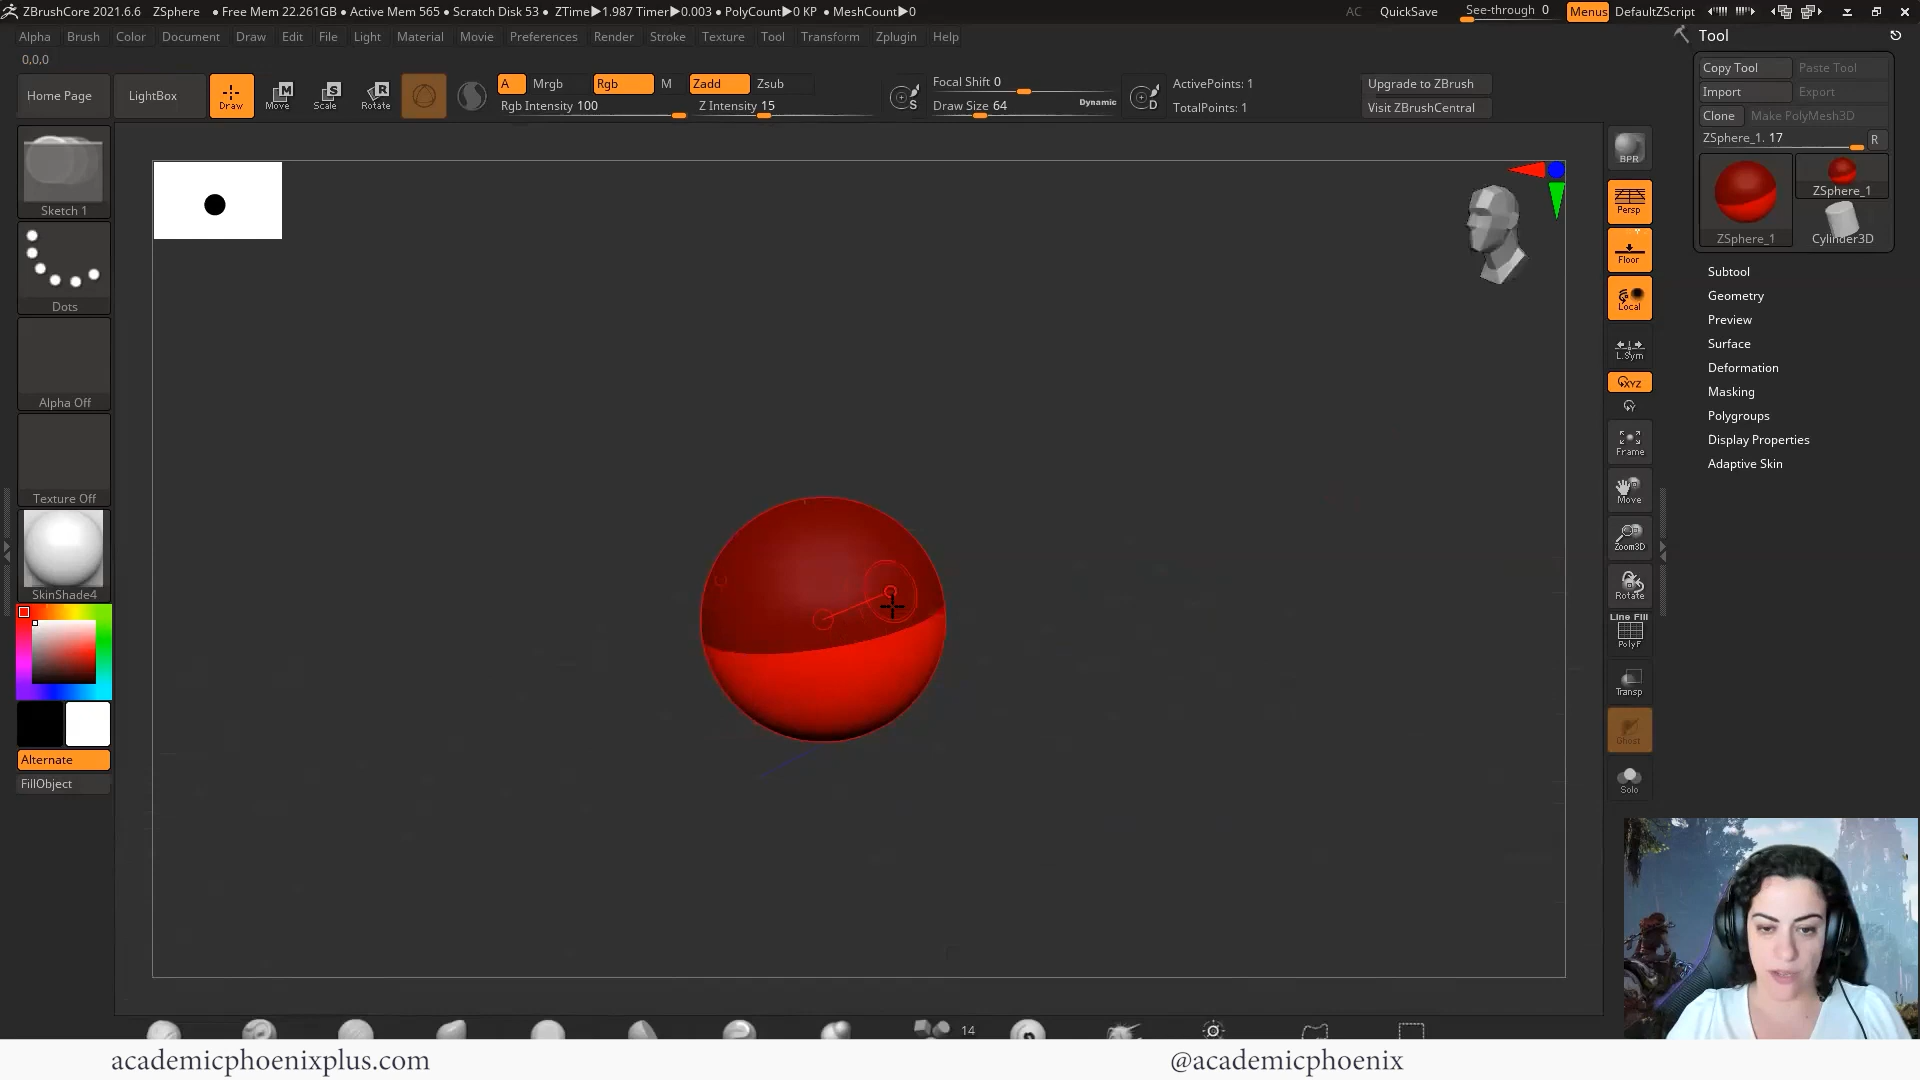 ZBrushCore 2021.6.6 ZSphere • Free Mem 22.261GB • Active Mem 565 • Scratch Disk 53 • ZTime▶1.987 Timer▶0.003 • PolyCount▶0 KP • MeshCount▶0 AC QuickSave See-through 0 Menus DefaultZScript
Alpha Brush Color Document Draw Edit File Light Material Movie Preferences Render Stroke Texture Tool Transform Zplugin Help
Tool
0,0,0
Copy Tool Paste Tool
Import Export
Clone Make PolyMesh3D
ZSphere_1. 17 R
ZSphere_1
ZSphere_1 Cylinder3D
Home Page LightBox Draw Move Scale Rotate
M S R
A Mrgb Rgb M Zadd Zsub
Rgb Intensity 100 Z Intensity 15
S Focal Shift 0
Draw Size 64 Dynamic D
ActivePoints: 1
TotalPoints: 1
Upgrade to ZBrush
Visit ZBrushCentral
Sketch 1
Dots
Alpha Off
Texture Off
SkinShade4
Alternate
FillObject
BPR
Persp
Floor
Local
L.Sym
XYZ
Y
Frame
Move
Zoom3D
Rotate
Line Fill
PolyF
Transp
Ghost
Solo
Subtool
Geometry
Preview
Surface
Deformation
Masking
Polygroups
Display Properties
Adaptive Skin
14
academicphoenixplus.com
@academicphoenix